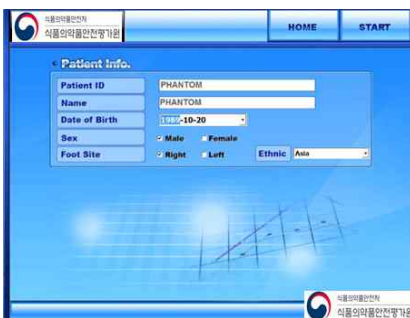 식품의약품안전처
식품의약품안전평가원
HOME
START
Patient Info.
Patient ID
PHANTOM
Name
PHANTOM
Date of Birth
1989-10-20
Sex
Male
Female
Foot Site
Right
Left
Ethnic
Asia
식품의약품안전처
식품의약품안전평가원